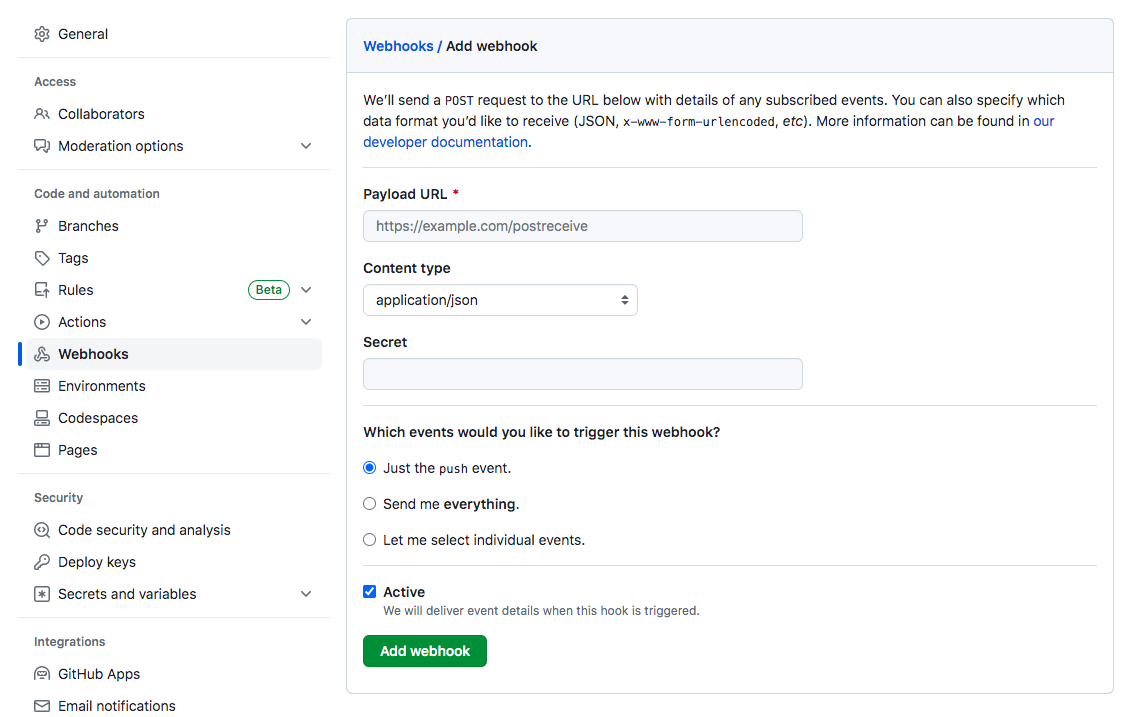 General
Access
Collaborators
Moderation options
Code and automation
Branches
Tags
Rules Beta
Actions
Webhooks
Environments
Codespaces
Pages
Security
Code security and analysis
Deploy keys
Secrets and variables
Integrations
GitHub Apps
Email notifications
Webhooks / Add webhook
We’ll send a POST request to the URL below with details of any subscribed events. You can also specify which
data format you’d like to receive (JSON, x-www-form-urlencoded, etc). More information can be found in our
developer documentation.
Payload URL *
https://example.com/postreceive
Content type
application/json
Secret
Which events would you like to trigger this webhook?
Just the push event.
Send me everything.
Let me select individual events.
Active
We will deliver event details when this hook is triggered.
Add webhook